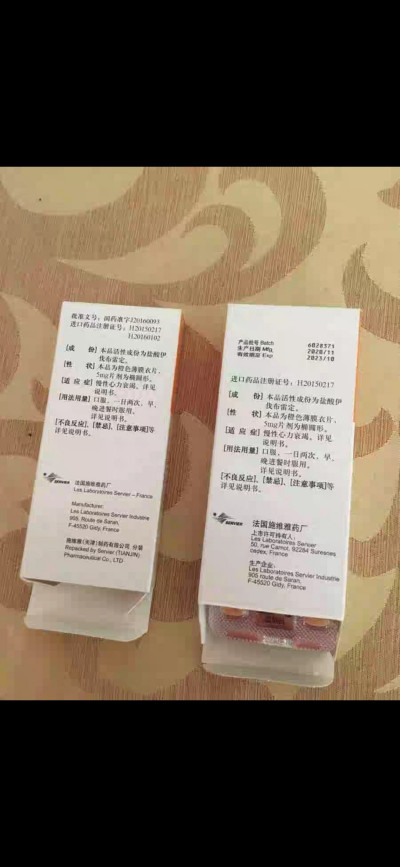 批准文号：国药准字J20160093
进口药品注册证号：H20150217
H20160102
[成　份] 本品活性成份为盐酸伊
伐布雷定。
[性　状] 本品为橙色薄膜衣片，
5mg片剂为椭圆形。
[适 应 症] 慢性心力衰竭，详见
说明书。
[用法用量] 口服，一日两次，早、
晚进餐时服用。
详见说明书。
[不良反应]、[禁忌]、[注意事项]等
详见说明书。
SERVIER
法国施维雅药厂
Les Laboratoires Servier – France
Manufacturer:
Les Laboratoires Servier Industrie
905, Route de Saran,
F-45520 Gidy, France
施维雅(天津)制药有限公司 分装
Repacked by Servier (TIANJIN)
Pharmaceutical Co., LTD
产品批号 Batch 6028371
生产日期 Mfg. 2020/11
有效期至 Exp. 2023/10
进口药品注册证号：H20150217
[成　份] 本品活性成份为盐酸伊
伐布雷定。
[性　状] 本品为橙色薄膜衣片，
5mg片剂为椭圆形。
[适 应 症] 慢性心力衰竭，详见
说明书。
[用法用量] 口服，一日两次，早、
晚进餐时服用。
详见说明书。
[不良反应]、[禁忌]、[注意事项]等
详见说明书。
SERVIER
法国施维雅药厂
上市许可持有人：
Les Laboratoires Servier
50, rue Carnot, 92284 Suresnes
cedex, France
生产企业：
Les Laboratoires Servier Industrie
905 route de Saran,
F-45520 Gidy, France